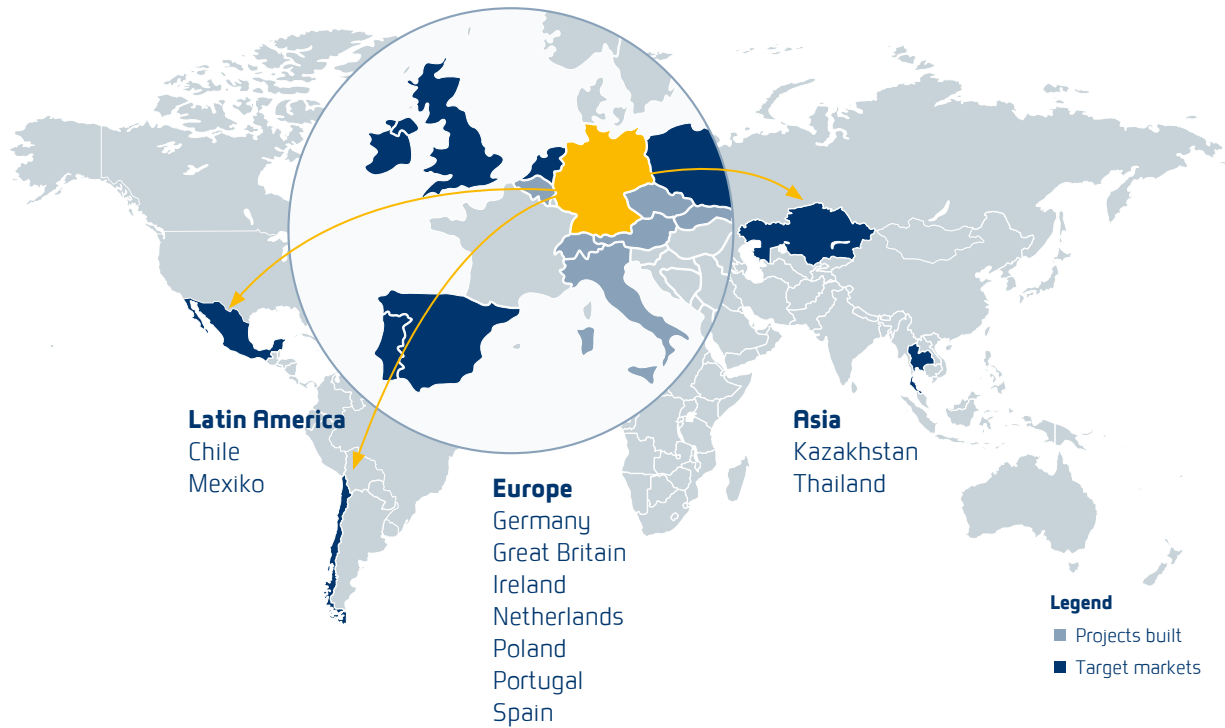 Latin America
Chile
Mexiko
Europe
Germany
Great Britain
Ireland
Netherlands
Poland
Portugal
Spain
Asia
Kazakhstan
Thailand
Legend
Projects built
Target markets